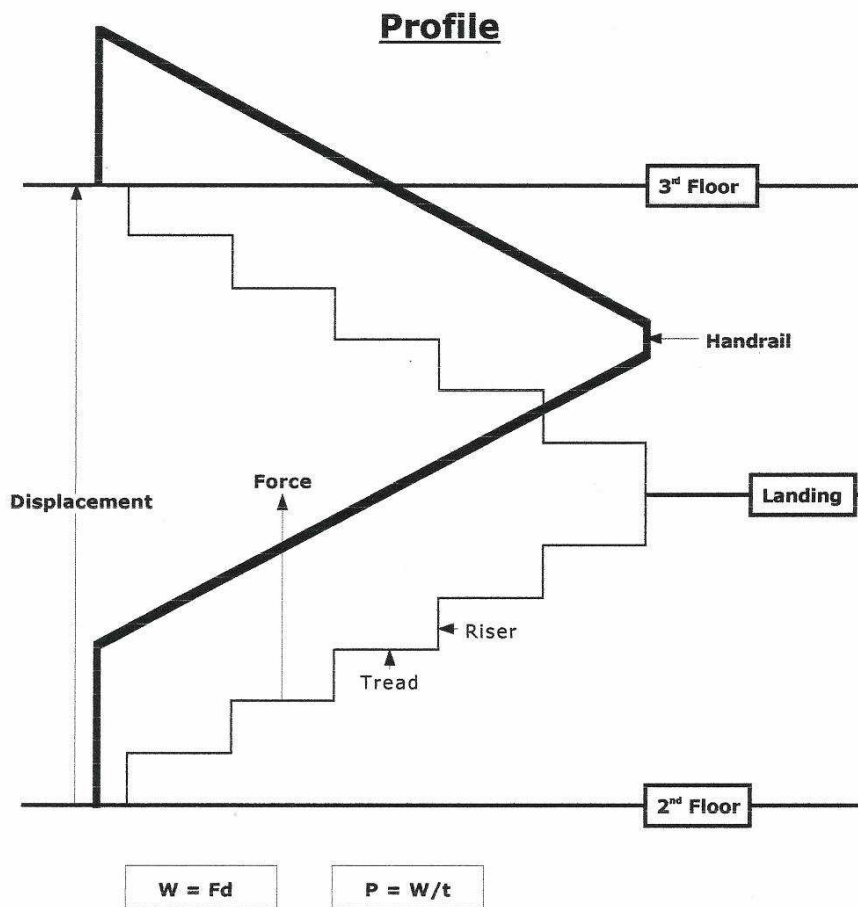 Profile
3rd Floor
Handrail
Force
Displacement
Landing
Riser
Tread
2nd Floor
W = Fd
P = W/t